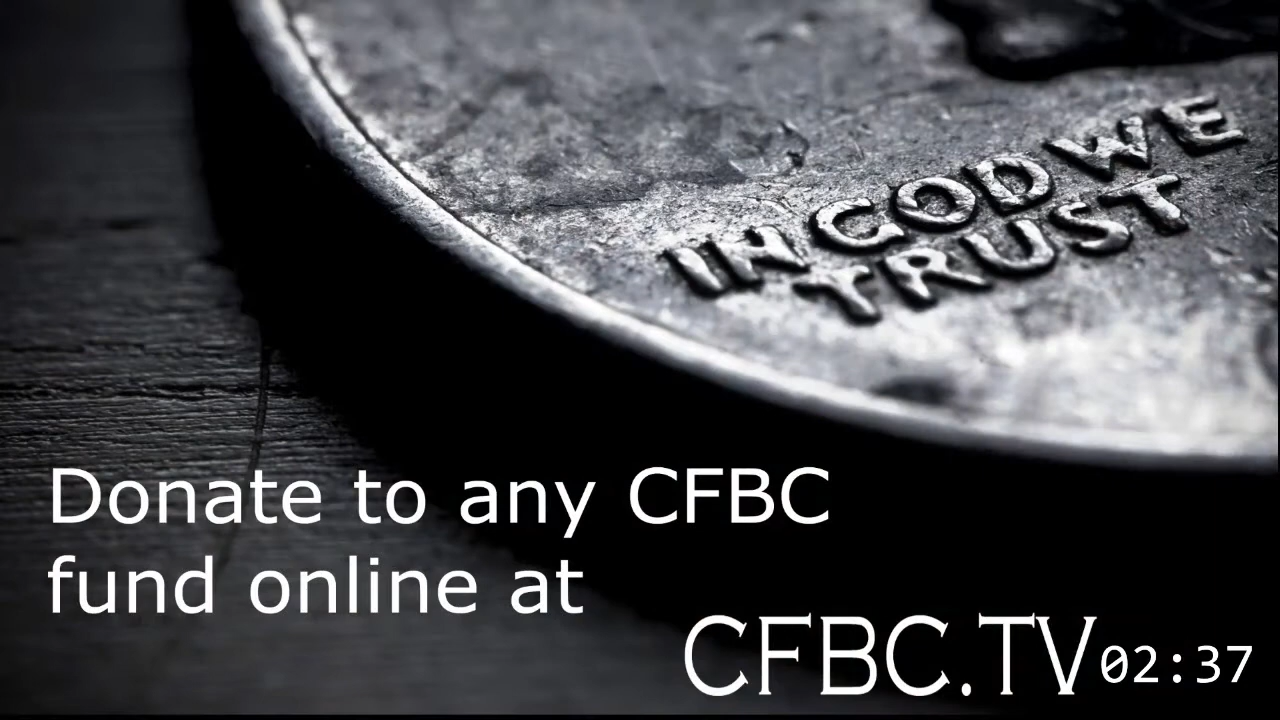 IN GOD WE
TRUST
Donate to any CFBC
fund online at
CFBC.TV
02:37